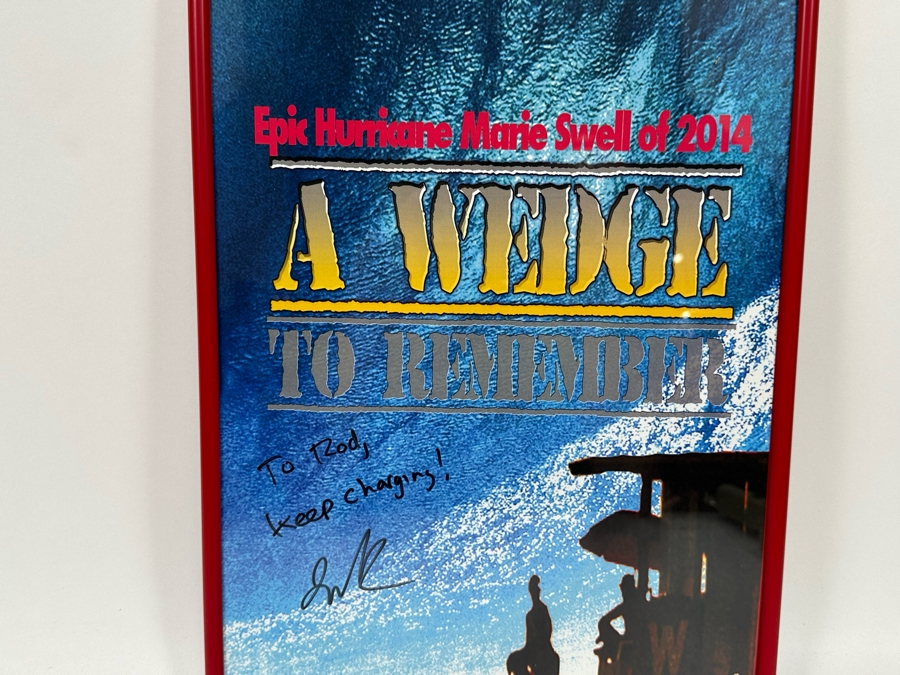 Epic Hurricane Marie Swell of 2014
A WEDGE
TO REMEMBER
To Rod,
keep charging!